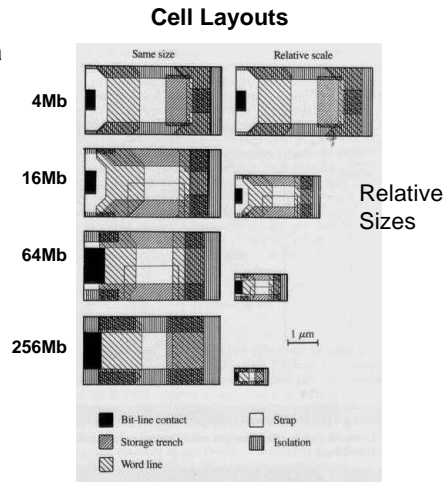 Cell Layouts
Same size
Relative scale
4Mb
16Mb
Relative
Sizes
64Mb
1 μm
256Mb
Bit-line contact
Strap
Storage trench
Isolation
Word line